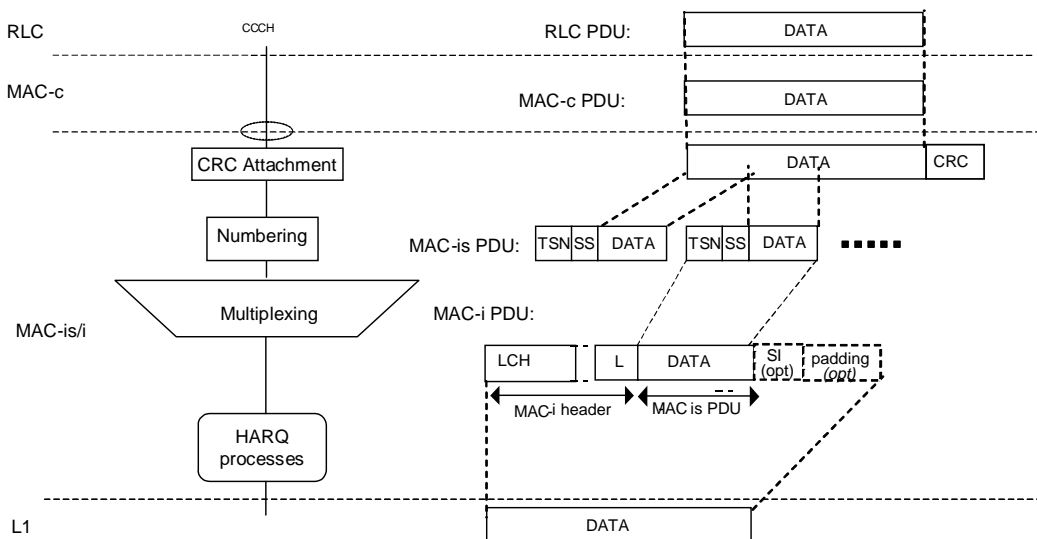 RLC CCCH RLC PDU: DATA
MAC-c MAC-c PDU: DATA
CRC Attachment DATA CRC
Numbering MAC-is PDU: TSN SS DATA TSN SS DATA
MAC-is/i Multiplexing MAC-i PDU:
LCH L DATA SI (opt) padding (opt)
MAC-i header MAC is PDU
HARQ processes
L1 DATA